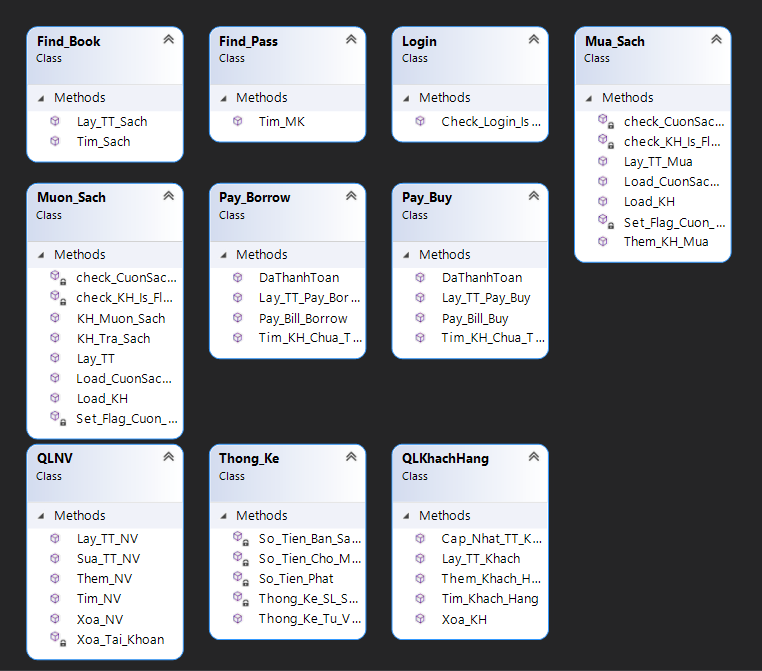 Find_Book
Class
Methods
Lay_TT_Sach
Tim_Sach
Find_Pass
Class
Methods
Tim_MK
Login
Class
Methods
Check_Login_Is...
Mua_Sach
Class
Methods
check_CuonSac...
check_KH_Is_Fl...
Lay_TT_Mua
Load_CuonSac...
Load_KH
Set_Flag_Cuon_...
Them_KH_Mua
Muon_Sach
Class
Methods
check_CuonSac...
check_KH_Is_Fl...
KH_Muon_Sach
KH_Tra_Sach
Lay_TT
Load_CuonSac...
Load_KH
Set_Flag_Cuon_...
Pay_Borrow
Class
Methods
DaThanhToan
Lay_TT_Pay_Bor...
Pay_Bill_Borrow
Tim_KH_Chua_T...
Pay_Buy
Class
Methods
DaThanhToan
Lay_TT_Pay_Buy
Pay_Bill_Buy
Tim_KH_Chua_T...
QLNV
Class
Methods
Lay_TT_NV
Sua_TT_NV
Them_NV
Tim_NV
Xoa_NV
Xoa_Tai_Khoan
Thong_Ke
Class
Methods
So_Tien_Ban_Sa...
So_Tien_Cho_M...
So_Tien_Phat
Thong_Ke_SL_S...
Thong_Ke_Tu_V...
QLKhachHang
Class
Methods
Cap_Nhat_TT_K...
Lay_TT_Khach
Them_Khach_H...
Tim_Khach_Hang
Xoa_KH